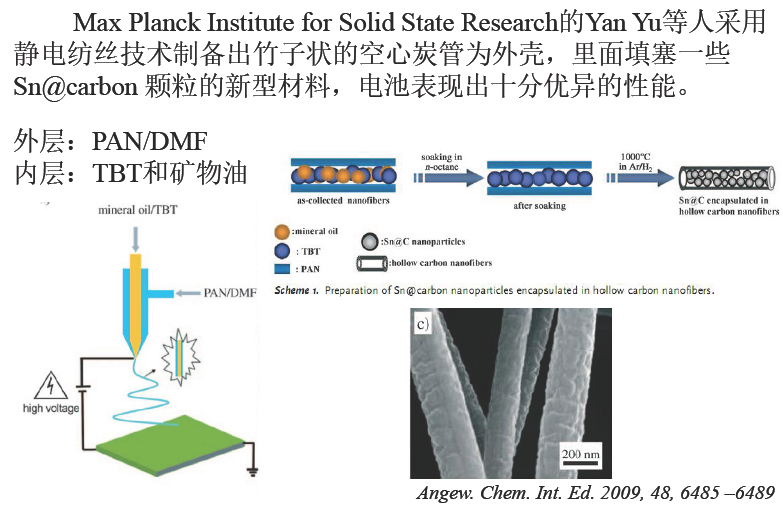 Max Planck Institute for Solid State Research的Yan Yu等人采用
静电纺丝技术制备出竹子状的空心炭管为外壳，里面填塞一些
Sn@carbon 颗粒的新型材料，电池表现出十分优异的性能。
外层：PAN/DMF
内层：TBT和矿物油
mineral oil/TBT
PAN/DMF
high voltage
soaking in
n-octane
1000°C
in Ar/H2
as-collected nanofibers
after soaking
Sn@C encapsulated in
hollow carbon nanofibers
:mineral oil
: TBT
: PAN
:Sn@C nanoparticles
:hollow carbon nanofibers
Scheme 1. Preparation of Sn@carbon nanoparticles encapsulated in hollow carbon nanofibers.
c)
200 nm
Angew. Chem. Int. Ed. 2009, 48, 6485 –6489